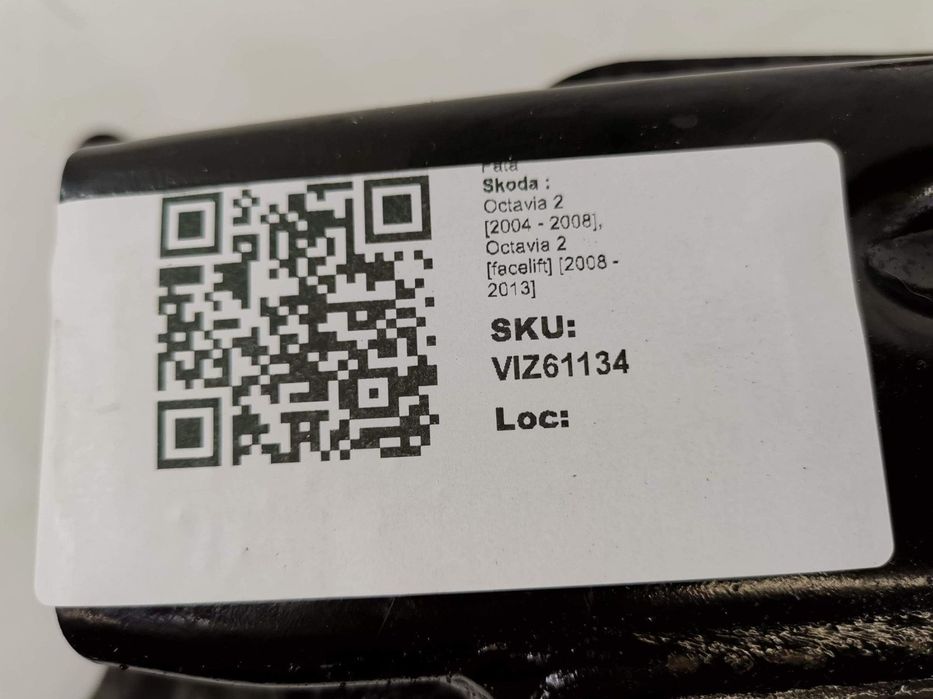 Fata
Skoda :
Octavia 2
[2004 - 2008],
Octavia 2
[facelift] [2008 -
2013]
SKU:
VIZ61134
Loc: